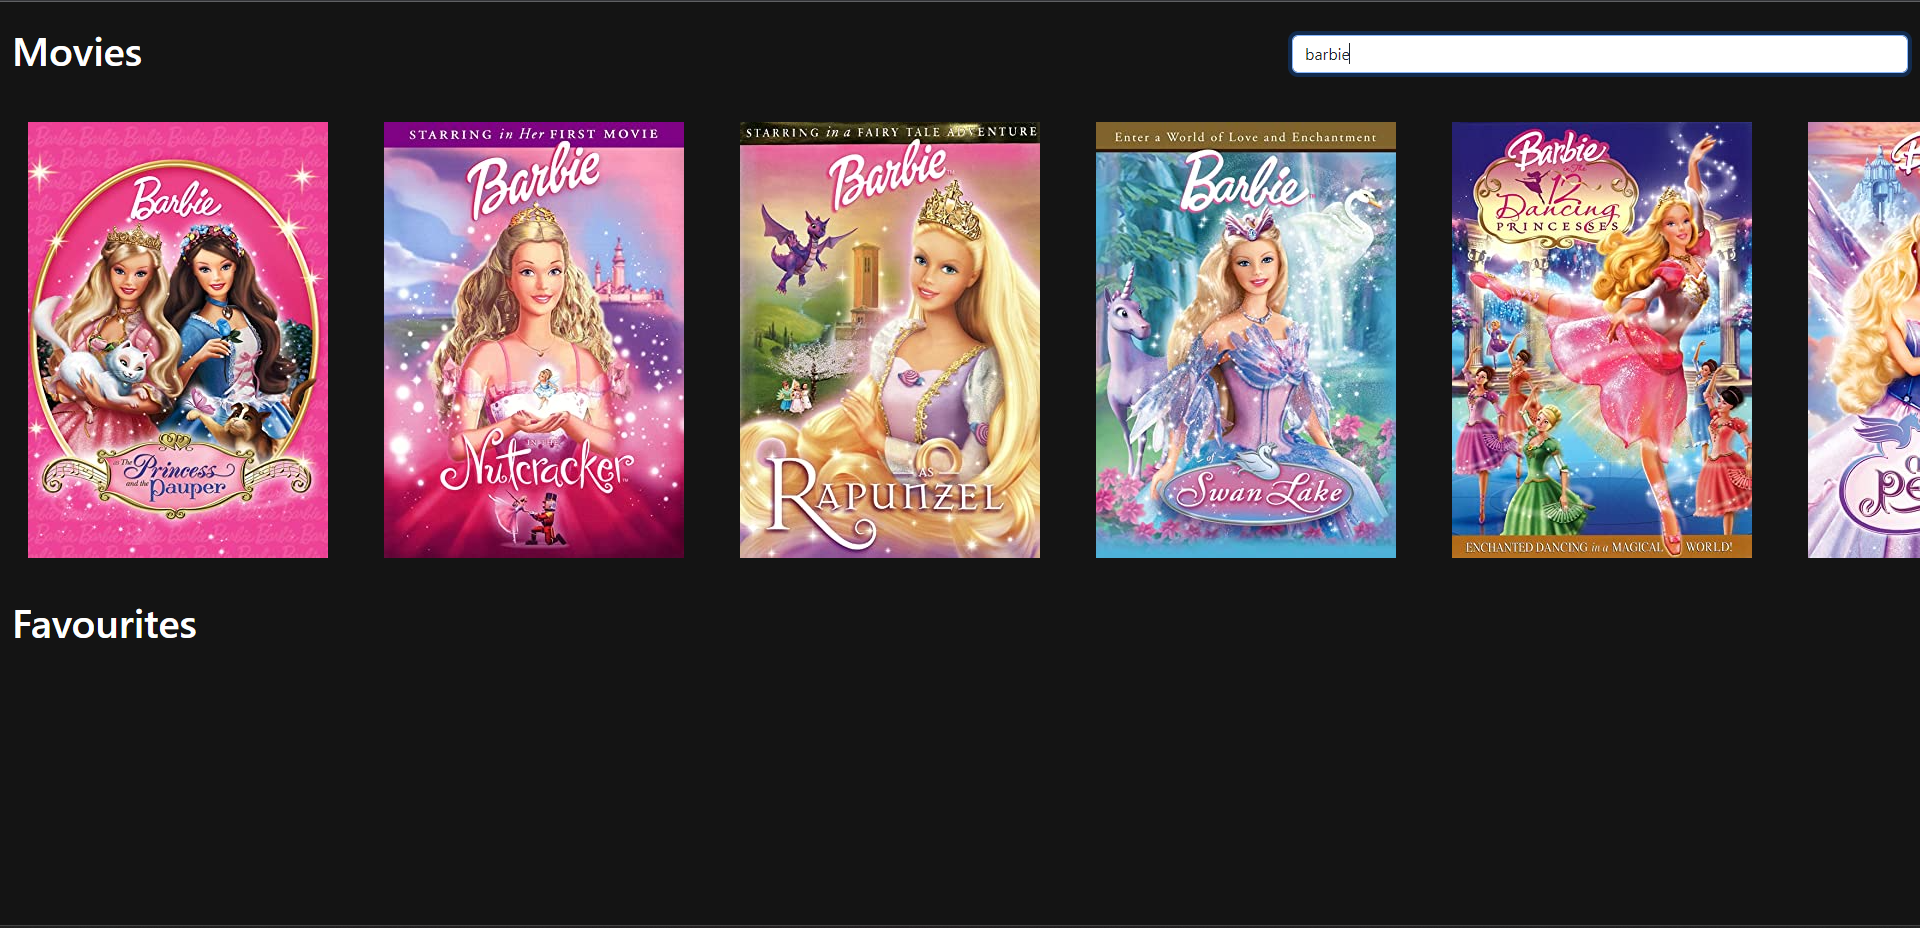 Movies
barbie
Barbie
in The
Princess
and the
Pauper
STARRING in Her FIRST MOVIE
Barbie
IN THE
Nutcracker
STARRING in a FAIRY TALE ADVENTURE
Barbie
AS
RAPUNZEL
Enter a World of Love and Enchantment
Barbie
of
Swan Lake
Barbie
in The
12
Dancing
PRINCESSES
ENCHANTED DANCING in a MAGICAL WORLD!
Favourites